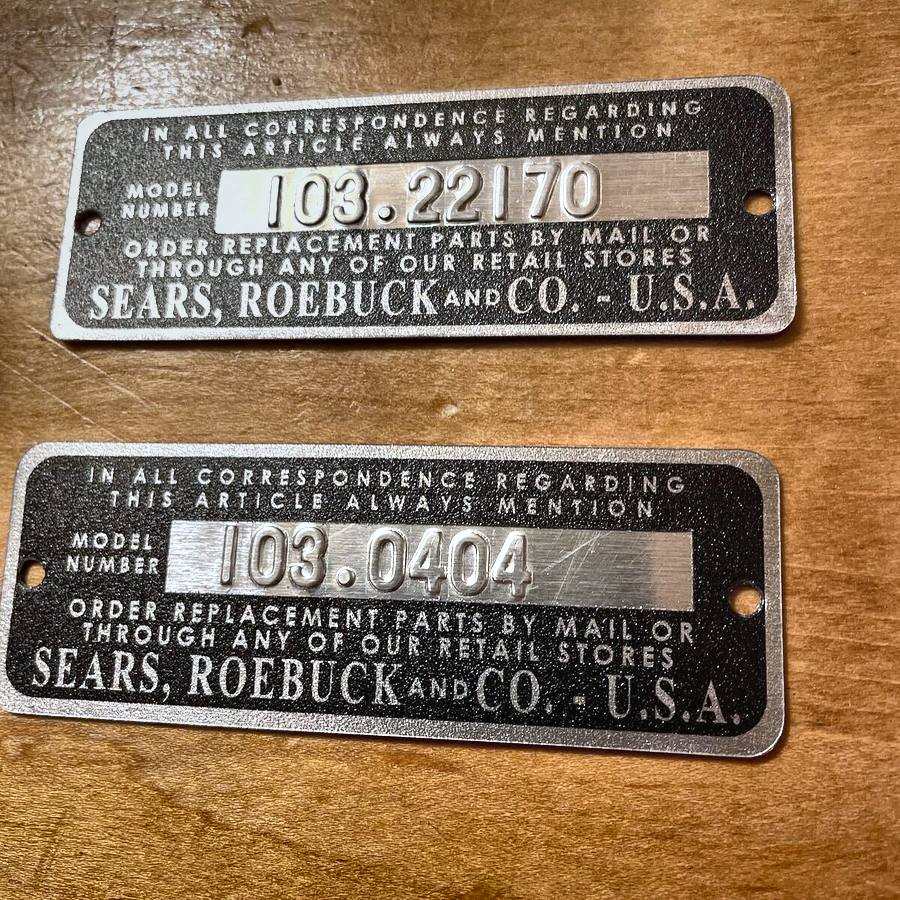 IN ALL CORRESPONDENCE REGARDING
THIS ARTICLE ALWAYS MENTION
MODEL
NUMBER
103.22170
ORDER REPLACEMENT PARTS BY MAIL OR
THROUGH ANY OF OUR RETAIL STORES
SEARS, ROEBUCK AND CO. - U.S.A.
IN ALL CORRESPONDENCE REGARDING
THIS ARTICLE ALWAYS MENTION
MODEL
NUMBER
103.0404
ORDER REPLACEMENT PARTS BY MAIL OR
THROUGH ANY OF OUR RETAIL STORES
SEARS, ROEBUCK AND CO. - U.S.A.